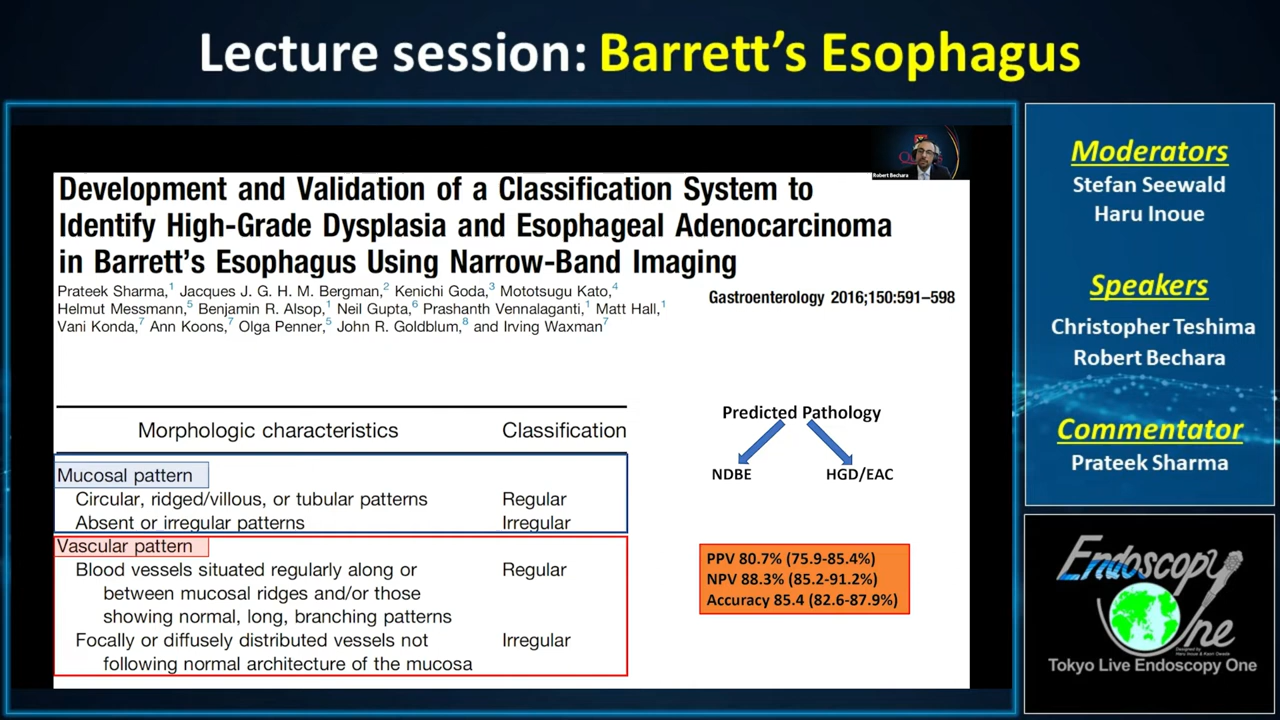 Lecture session: Barrett's Esophagus
Robert Bechara
Development and Validation of a Classification System to
Identify High-Grade Dysplasia and Esophageal Adenocarcinoma
in Barrett's Esophagus Using Narrow-Band Imaging
Prateek Sharma,1 Jacques J. G. H. M. Bergman,2 Kenichi Goda,3 Mototsugu Kato,4
Helmut Messmann,5 Benjamin R. Alsop,1 Neil Gupta,6 Prashanth Vennalaganti,1 Matt Hall,1
Vani Konda,7 Ann Koons,7 Olga Penner,5 John R. Goldblum,8 and Irving Waxman7
Gastroenterology 2016;150:591–598
Morphologic characteristics Classification
Mucosal pattern
Circular, ridged/villous, or tubular patterns Regular
Absent or irregular patterns Irregular
Vascular pattern
Blood vessels situated regularly along or Regular
between mucosal ridges and/or those
showing normal, long, branching patterns
Focally or diffusely distributed vessels not Irregular
following normal architecture of the mucosa
Predicted Pathology
NDBE HGD/EAC
PPV 80.7% (75.9-85.4%)
NPV 88.3% (85.2-91.2%)
Accuracy 85.4 (82.6-87.9%)
Moderators
Stefan Seewald
Haru Inoue
Speakers
Christopher Teshima
Robert Bechara
Commentator
Prateek Sharma
Endoscopy
One
Designed by
Tokyo Live Endoscopy One